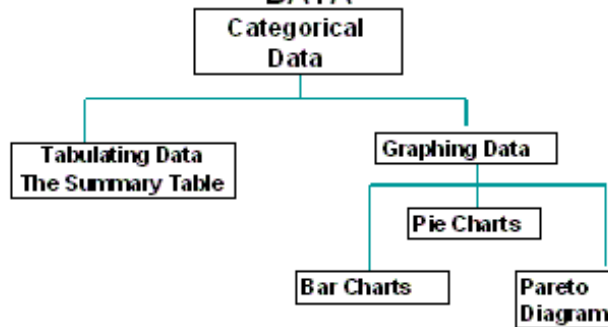 DATA
Categorical
Data
Tabulating Data
The Summary Table
Graphing Data
Pie Charts
Bar Charts
Pareto
Diagram